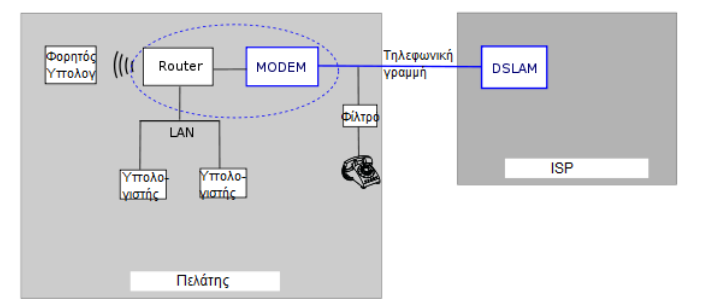 Φορητός
Υπολογ
Router
MODEM
Τηλεφωνική
γραμμή
DSLAM
Φίλτρο
LAN
Υπολο-
γιστής
Υπολο-
γιστής
ISP
Πελάτης